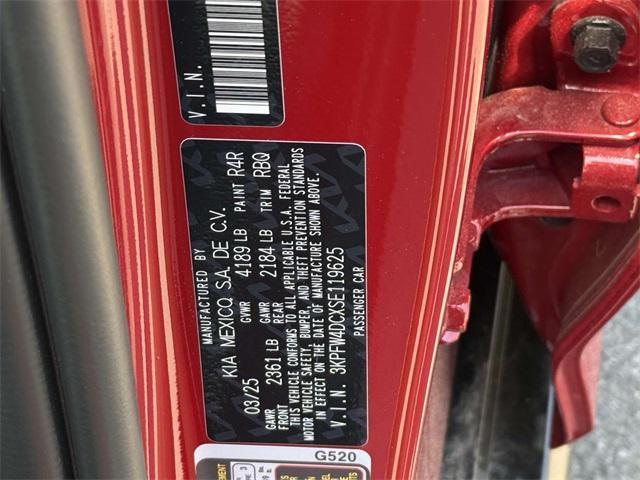 V.I.N.
MANUFACTURED BY
KIA MEXICO, S.A. DE C.V.
03/25 GVWR 4189 LB PAINT R4R
GAWR FRONT 2361 LB GAWR REAR 2184 LB TRIM RBQ
THIS VEHICLE CONFORMS TO ALL APPLICABLE U.S.A. FEDERAL
MOTOR VEHICLE SAFETY, BUMPER, AND THEFT PREVENTION STANDARDS
IN EFFECT ON THE DATE OF MANUFACTURE SHOWN ABOVE.
V.I.N. 3KPFW4DCXSE119625
PASSENGER CAR
G520